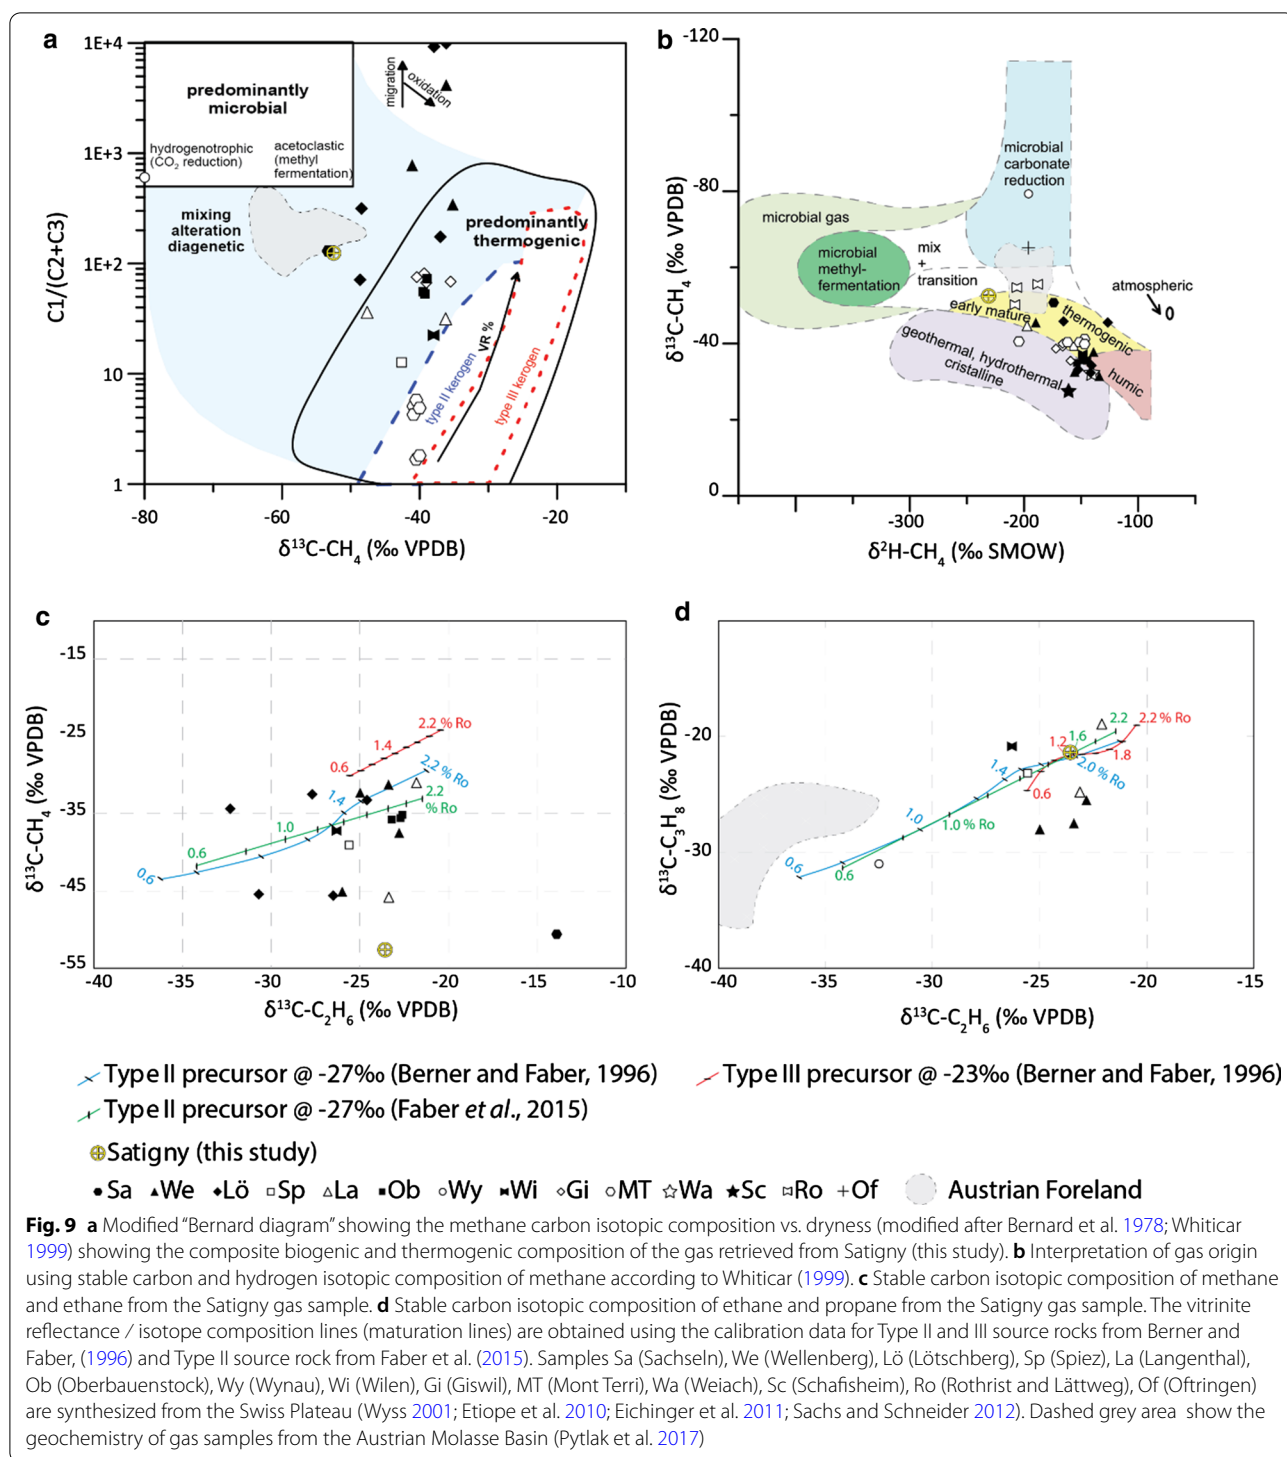 a
1E+4
1E+3
1E+2
10
1
C1/(C2+C3)
predominantly
microbial
hydrogenotrophic
(CO2 reduction)
acetoclastic
(methyl
fermentation)
mixing
alteration
diagenetic
migration
oxidation
predominantly
thermogenic
type II kerogen
VR %
type III kerogen
-80
-60
-40
-20
δ13C-CH4 (‰ VPDB)
b
-120
-80
-40
0
δ13C-CH4 (‰ VPDB)
microbial
carbonate
reduction
microbial gas
microbial
methyl-
fermentation
mix
+
transition
atmospheric
early mature
thermogenic
geothermal, hydrothermal
cristalline
humic
-300
-200
-100
δ2H-CH4 (‰ SMOW)
c
-15
-25
-35
-45
-55
δ13C-CH4 (‰ VPDB)
2.2 % Ro
1.4
0.6
2.2 % Ro
1.4
2.2
% Ro
1.0
0.6
0.6
-40
-35
-30
-25
-20
-10
δ13C-C2H6 (‰ VPDB)
d
-20
-30
-40
δ13C-C3H8 (‰ VPDB)
2.2
2.2 % Ro
1.6
1.2
1.8
1.4
2.0 % Ro
0.6
1.0
1.0 % Ro
0.6
0.6
-40
-35
-30
-25
-20
-15
δ13C-C2H6 (‰ VPDB)
Type II precursor @ -27‰ (Berner and Faber, 1996)
Type III precursor @ -23‰ (Berner and Faber, 1996)
Type II precursor @ -27‰ (Faber et al., 2015)
Satigny (this study)
Sa We Lö Sp La Ob Wy Wi Gi MT Wa Sc Ro Of Austrian Foreland
Fig. 9 a Modified "Bernard diagram" showing the methane carbon isotopic composition vs. dryness (modified after Bernard et al. 1978; Whiticar
1999) showing the composite biogenic and thermogenic composition of the gas retrieved from Satigny (this study). b Interpretation of gas origin
using stable carbon and hydrogen isotopic composition of methane according to Whiticar (1999). c Stable carbon isotopic composition of methane
and ethane from the Satigny gas sample. d Stable carbon isotopic composition of ethane and propane from the Satigny gas sample. The vitrinite
reflectance / isotope composition lines (maturation lines) are obtained using the calibration data for Type II and III source rocks from Berner and
Faber, (1996) and Type II source rock from Faber et al. (2015). Samples Sa (Sachseln), We (Wellenberg), Lö (Lötschberg), Sp (Spiez), La (Langenthal),
Ob (Oberbauenstock), Wy (Wynau), Wi (Wilen), Gi (Giswil), MT (Mont Terri), Wa (Weiach), Sc (Schafisheim), Ro (Rothrist and Lättweg), Of (Oftringen)
are synthesized from the Swiss Plateau (Wyss 2001; Etiope et al. 2010; Eichinger et al. 2011; Sachs and Schneider 2012). Dashed grey area show the
geochemistry of gas samples from the Austrian Molasse Basin (Pytlak et al. 2017)